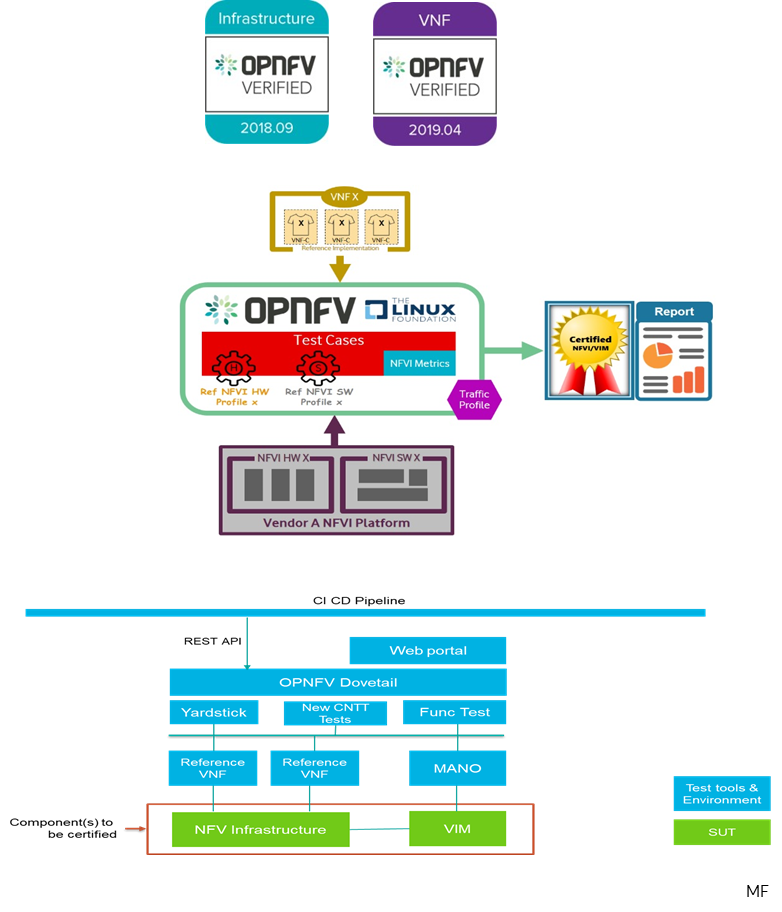 Infrastructure
OPNFV
VERIFIED
2018.09
VNF
OPNFV
VERIFIED
2019.04
VNF X
X
X
X
VNF-C
VNF-C
VNF-C
Reference Implementation
OPNFV
THE
LINUX
FOUNDATION
Test Cases
H
S
NFVI Metrics
Ref NFVI HW
Profile x
Ref NFVI SW
Profile x
Traffic
Profile
Certified
NFVI/VIM
Report
NFVI HW X
NFVI SW X
Vendor A NFVI Platform
CI CD Pipeline
REST API
Web portal
OPNFV Dovetail
Yardstick
New CNTT
Tests
Func Test
Reference
VNF
Reference
VNF
MANO
Test tools &
Environment
Component(s) to
be certified
NFV Infrastructure
VIM
SUT
MF